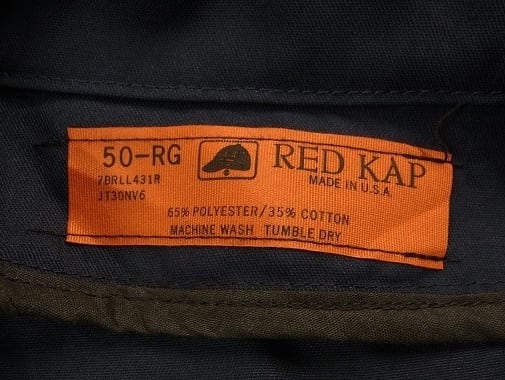 50-RG
RED KAP
MADE IN U.S.A.
7BRLL431R
JT30NV6
65% POLYESTER/35% COTTON
MACHINE WASH TUMBLE DRY